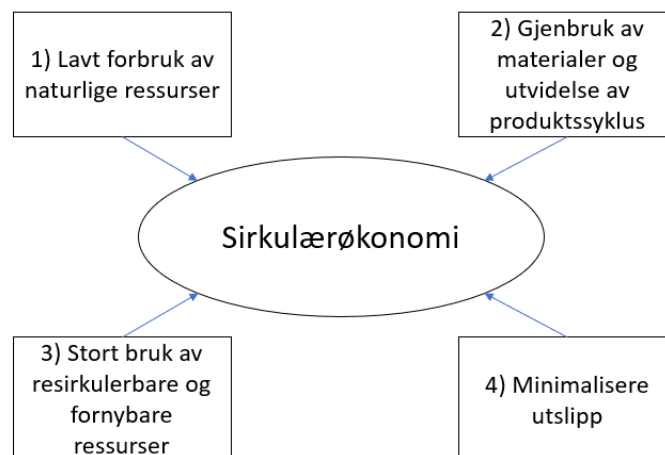 1) Lavt forbruk av
naturlige ressurser
2) Gjenbruk av
materialer og
utvidelse av
produktssyklus
Sirkulærøkonomi
3) Stort bruk av
resirkulerbare og
fornybare
ressurser
4) Minimalisere
utslipp